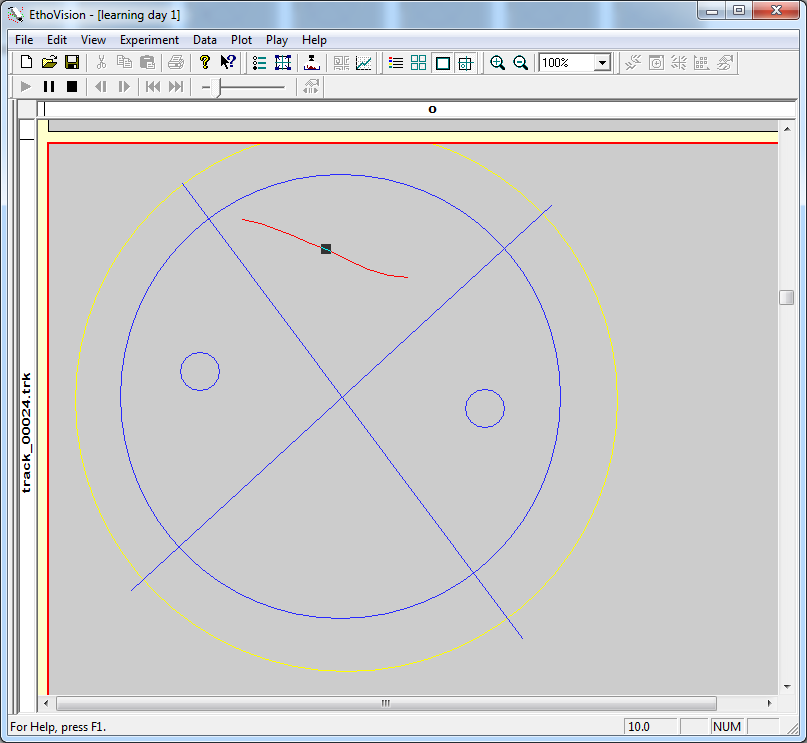 EthoVision - [learning day 1]
File Edit View Experiment Data Plot Play Help
100%
0
track_00024.trk
For Help, press F1.
10.0 NUM